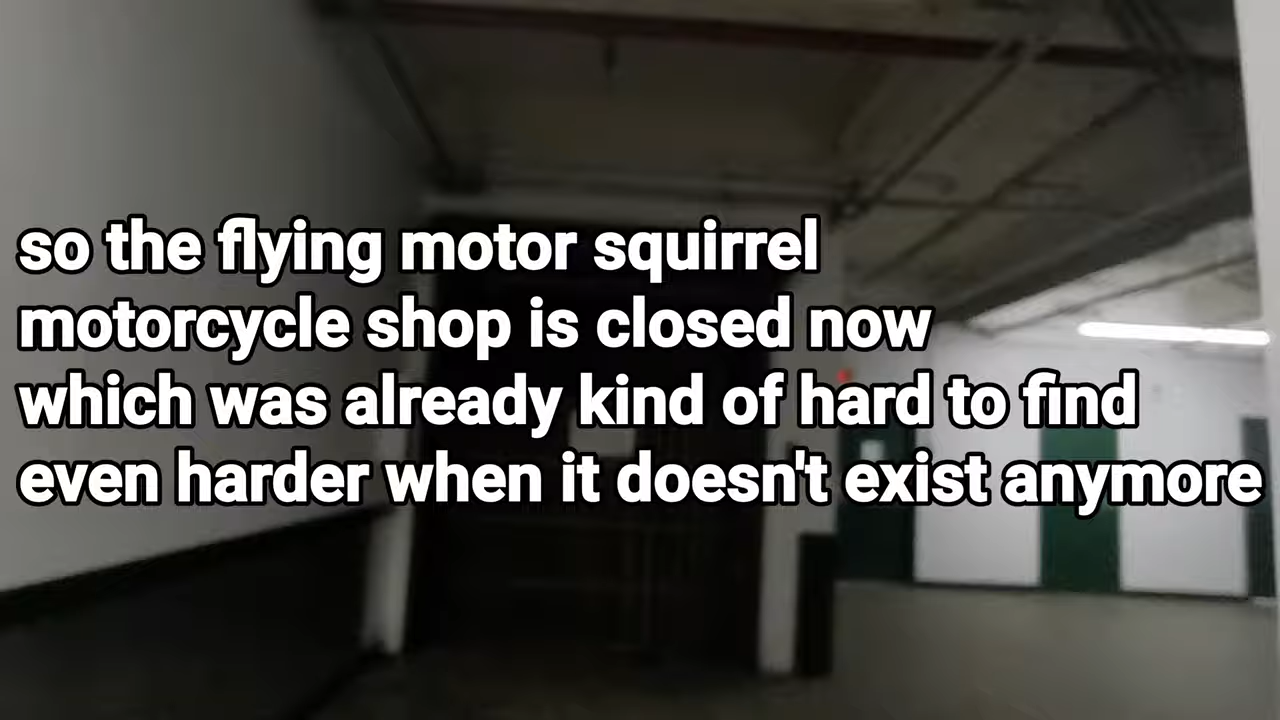 so the flying motor squirrel
motorcycle shop is closed now
which was already kind of hard to find
even harder when it doesn't exist anymore